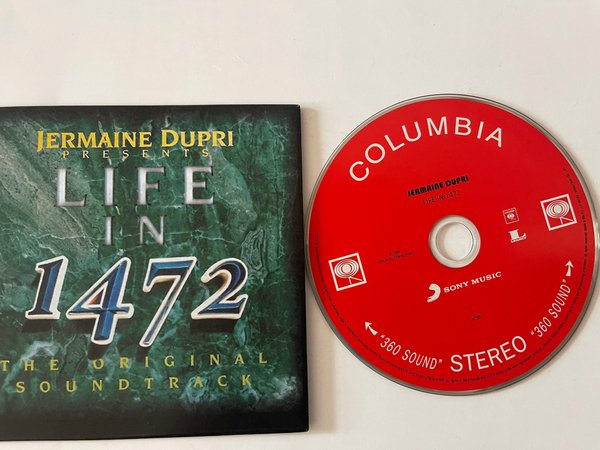 JERMAINE DUPRI
PRESENTS
LIFE
IN
1472
THE ORIGINAL
SOUNDTRACK
COLUMBIA
JERMAINE DUPRI
LIFE IN 1472
SONY MUSIC
"360 SOUND" STEREO "360 SOUND"